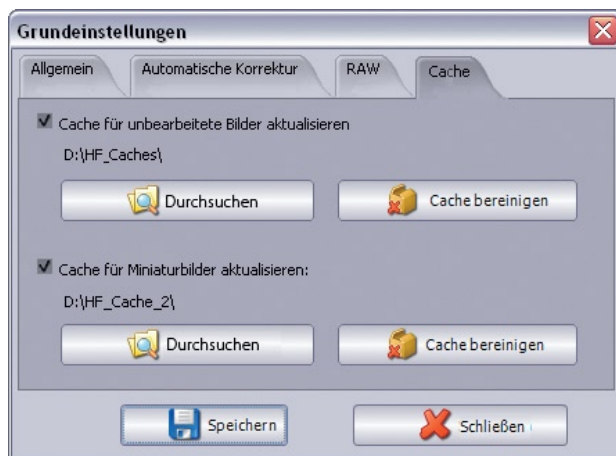 Grundeinstellungen
Allgemein Automatische Korrektur RAW Cache
Cache für unbearbeitete Bilder aktualisieren
D:\HF_Caches\
Durchsuchen Cache bereinigen
Cache für Miniaturbilder aktualisieren:
D:\HF_Cache_2\
Durchsuchen Cache bereinigen
Speichern Schließen